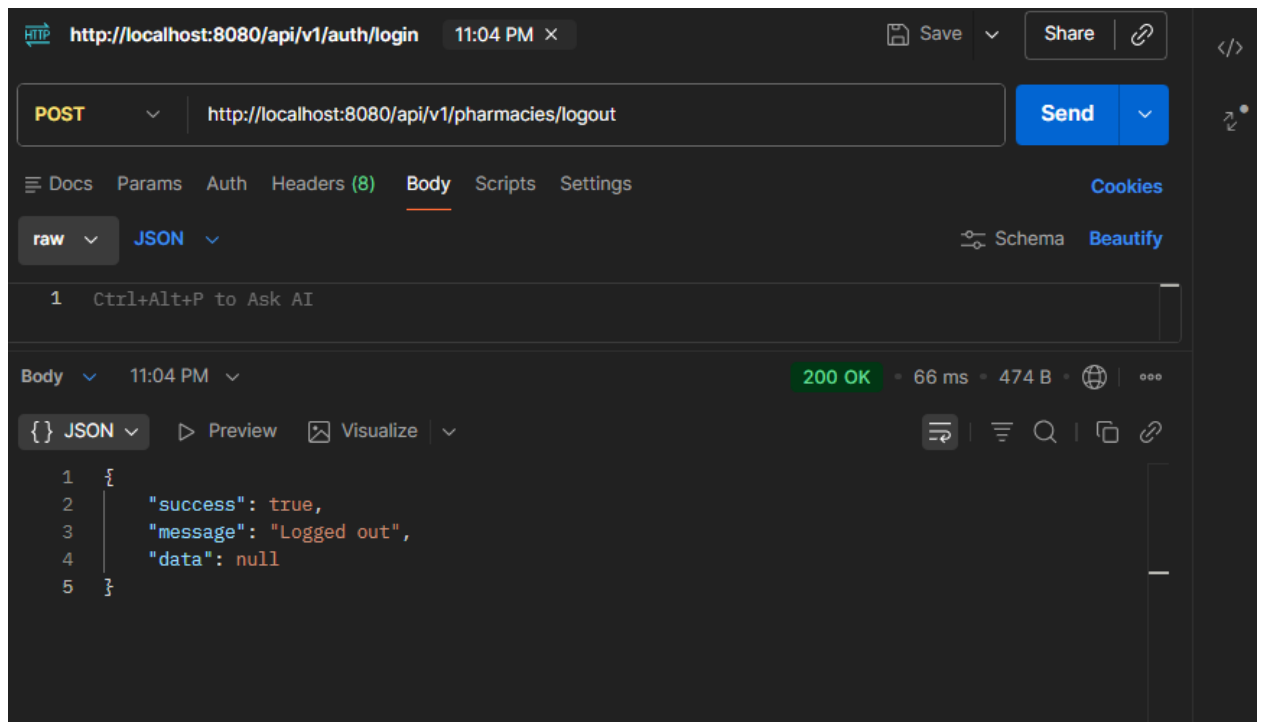 HTTP http://localhost:8080/api/v1/auth/login 11:04 PM × Save Share
</>
POST http://localhost:8080/api/v1/pharmacies/logout Send
Docs Params Auth Headers (8) Body Scripts Settings Cookies
raw JSON Schema Beautify
1 Ctrl+Alt+P to Ask AI
Body 11:04 PM 200 OK • 66 ms • 474 B •
{} JSON Preview Visualize
1 {
2 "success": true,
3 "message": "Logged out",
4 "data": null
5 }